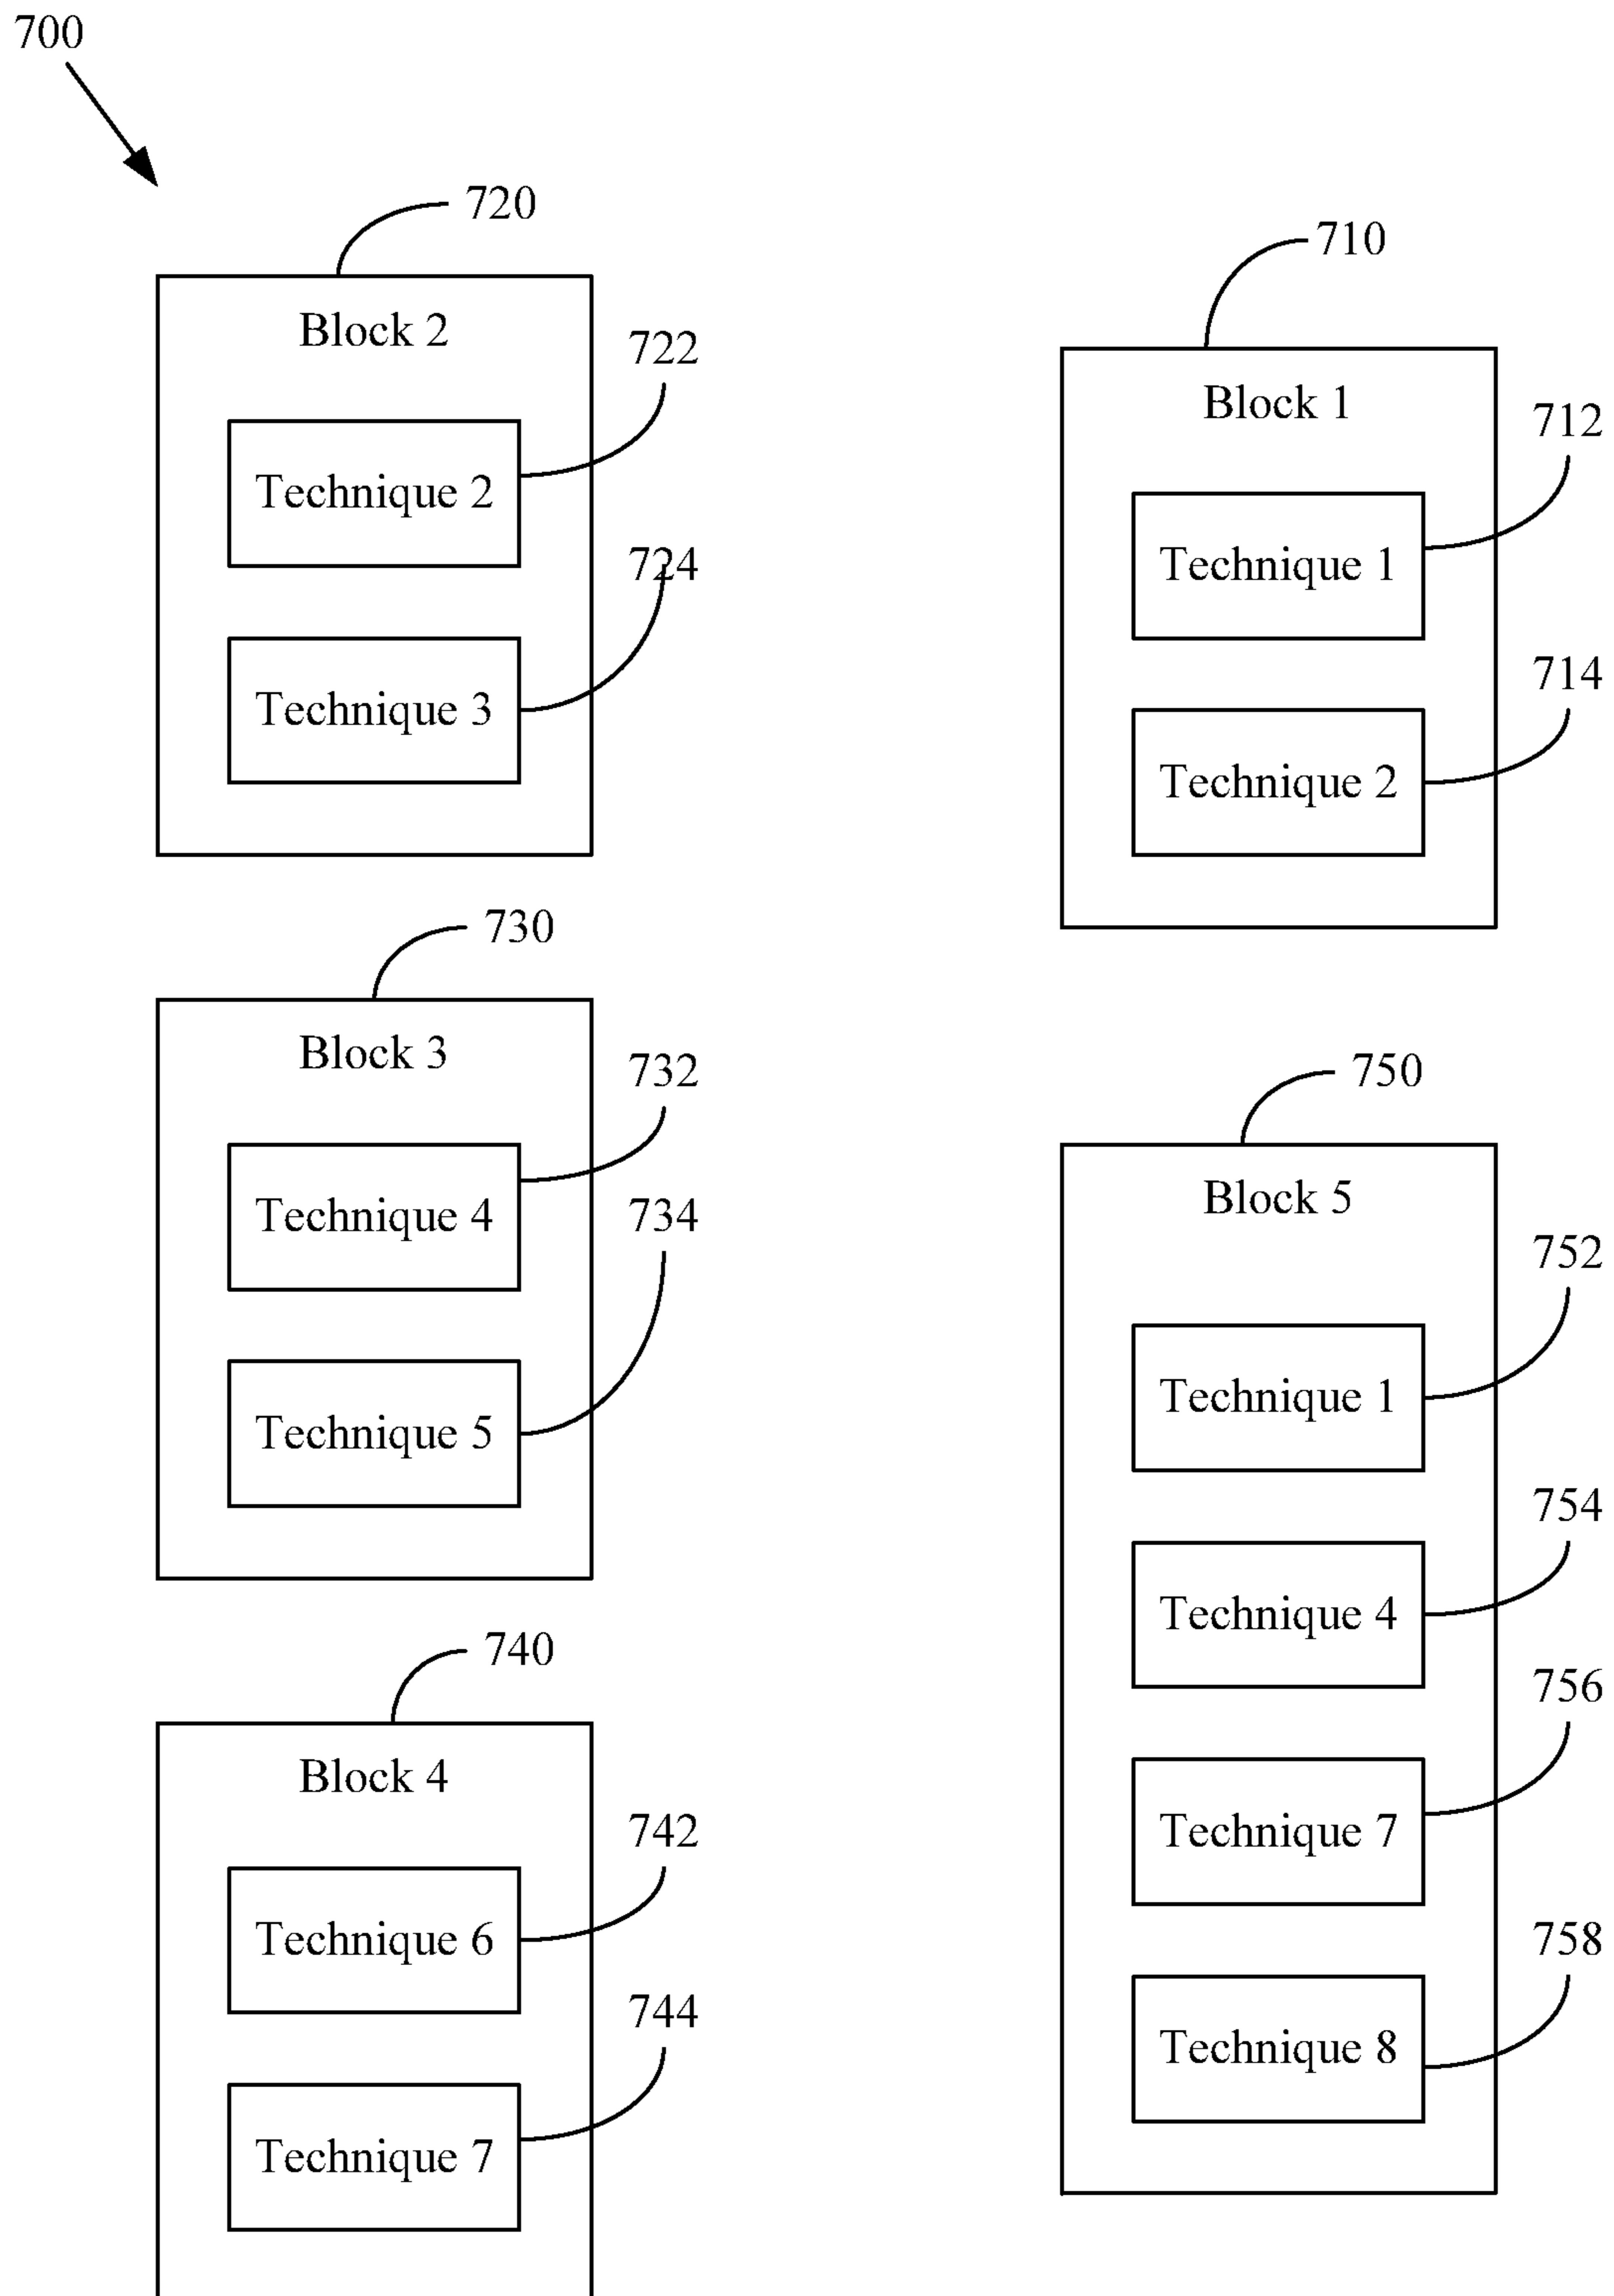 700
720
Block 2
722
Technique 2
724
Technique 3
730
Block 3
732
Technique 4
734
Technique 5
740
Block 4
742
Technique 6
744
Technique 7
710
Block 1
712
Technique 1
714
Technique 2
750
Block 5
752
Technique 1
754
Technique 4
756
Technique 7
758
Technique 8